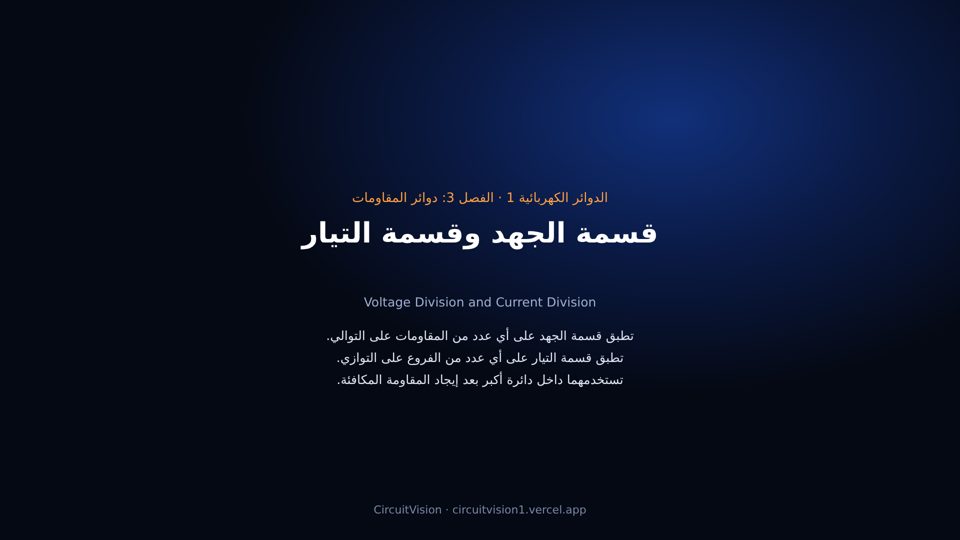 الدوائر الكهربائية 1 · الفصل 3: دوائر المقاومات
قسمة الجهد وقسمة التيار
Voltage Division and Current Division
تطبق قسمة الجهد على أي عدد من المقاومات على التوالي.
تطبق قسمة التيار على أي عدد من الفروع على التوازي.
تستخدمهما داخل دائرة أكبر بعد إيجاد المقاومة المكافئة.
CircuitVision · circuitvision1.vercel.app